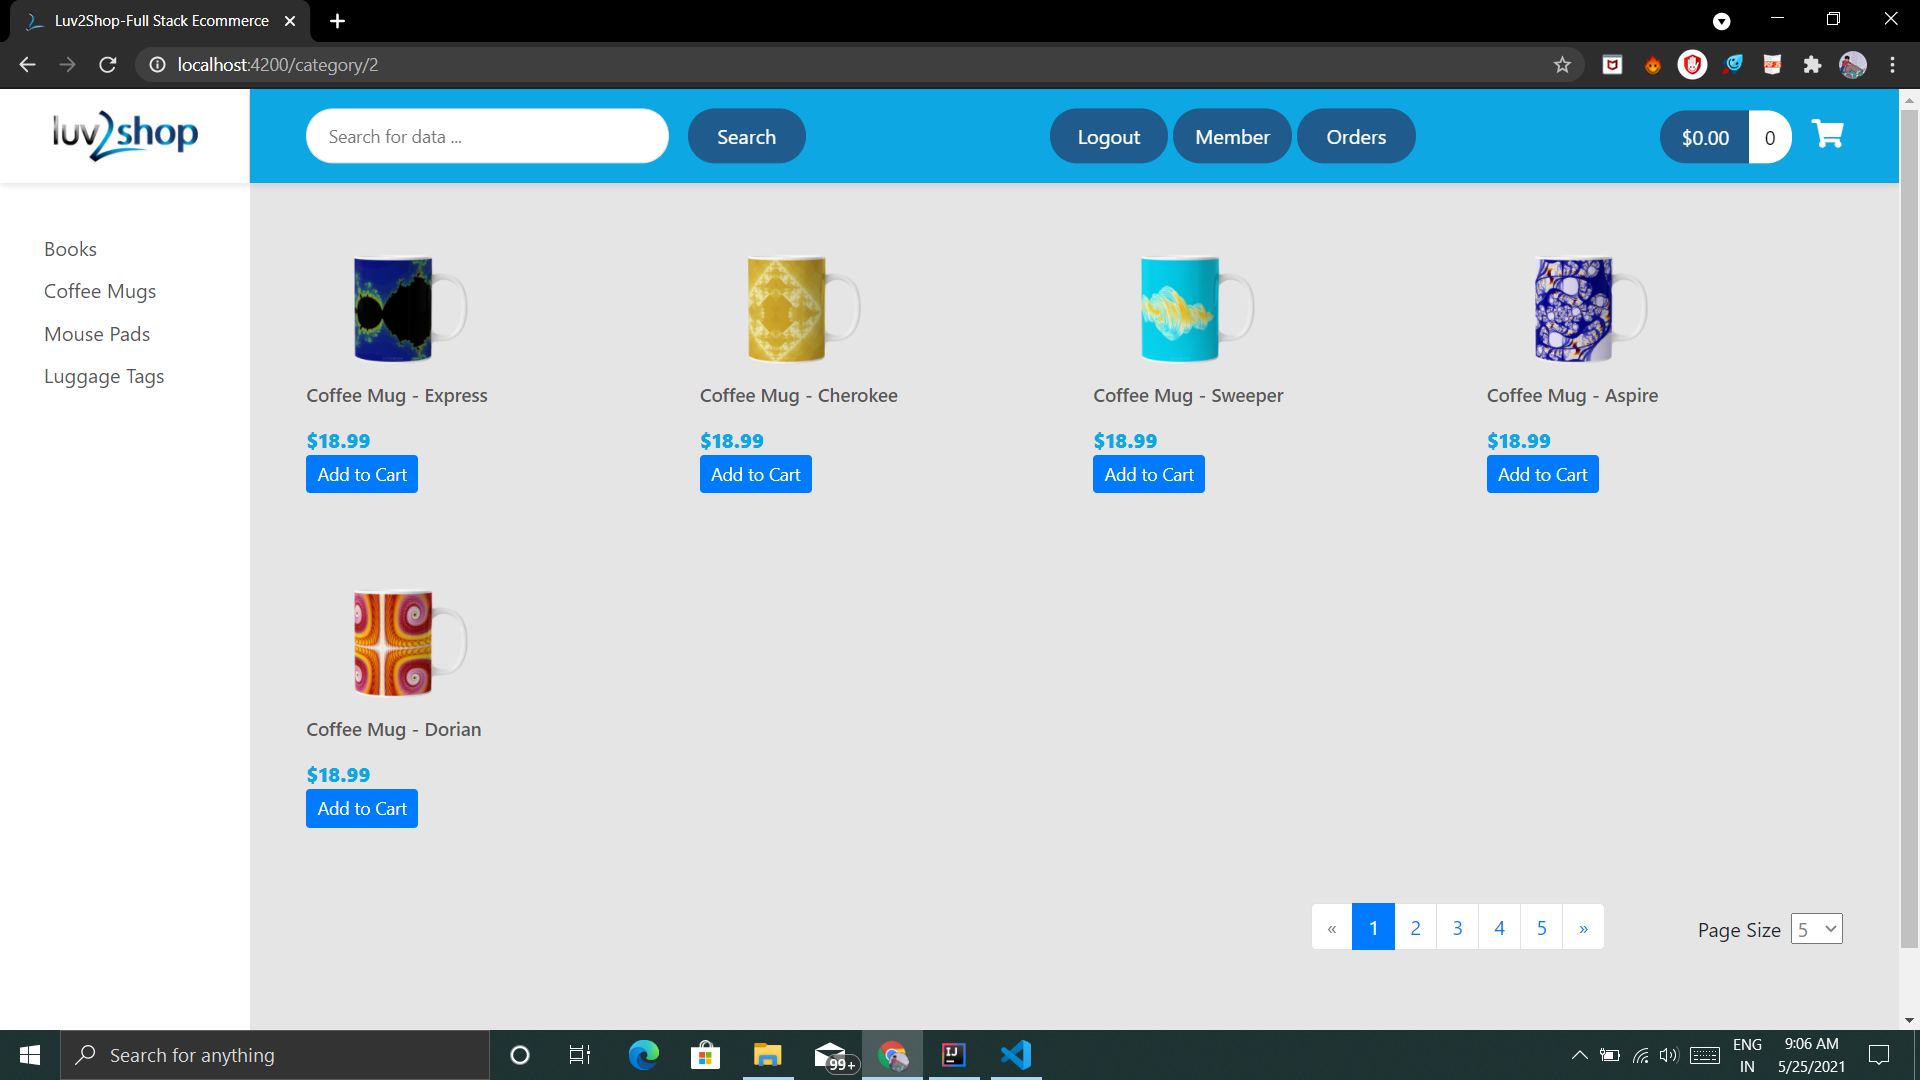 Luv2Shop-Full Stack Ecommerce
localhost:4200/category/2
luv2shop
Search for data ...
Search
Logout
Member
Orders
$0.00
0
Books
Coffee Mugs
Mouse Pads
Luggage Tags
Coffee Mug - Express
$18.99
Add to Cart
Coffee Mug - Cherokee
$18.99
Add to Cart
Coffee Mug - Sweeper
$18.99
Add to Cart
Coffee Mug - Aspire
$18.99
Add to Cart
Coffee Mug - Dorian
$18.99
Add to Cart
« 1 2 3 4 5 »
Page Size 5
Search for anything
99+
ENG
IN
9:06 AM
5/25/2021